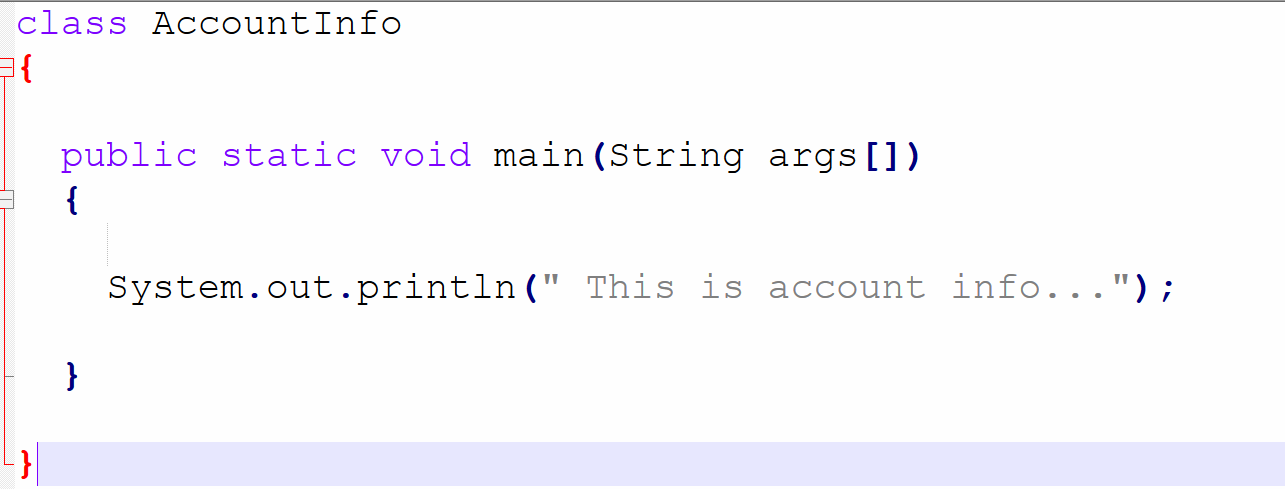 class AccountInfo
{
public static void main(String args[])
{
System.out.println(" This is account info...");
}
}